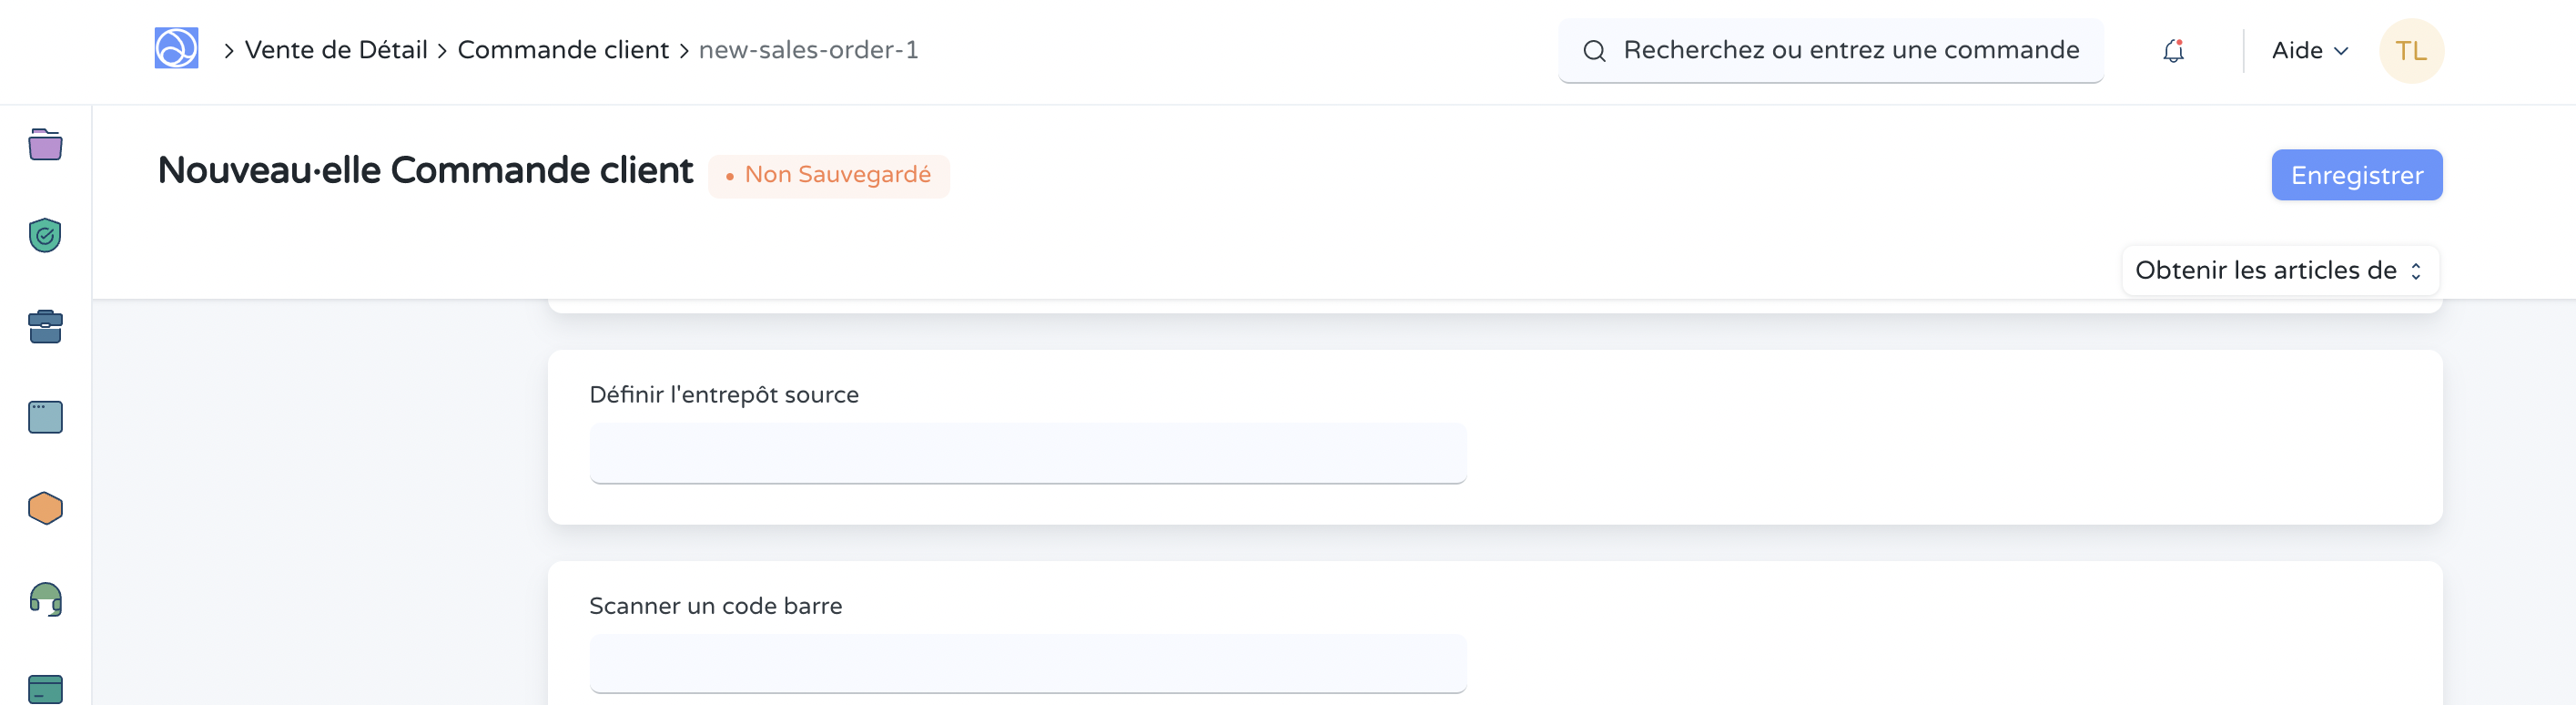 Vente de Détail Commande client new-sales-order-1 Recherchez ou entrez une commande Aide TL
Nouveau·elle Commande client • Non Sauvegardé Enregistrer
Obtenir les articles de
Définir l'entrepôt source
Scanner un code barre